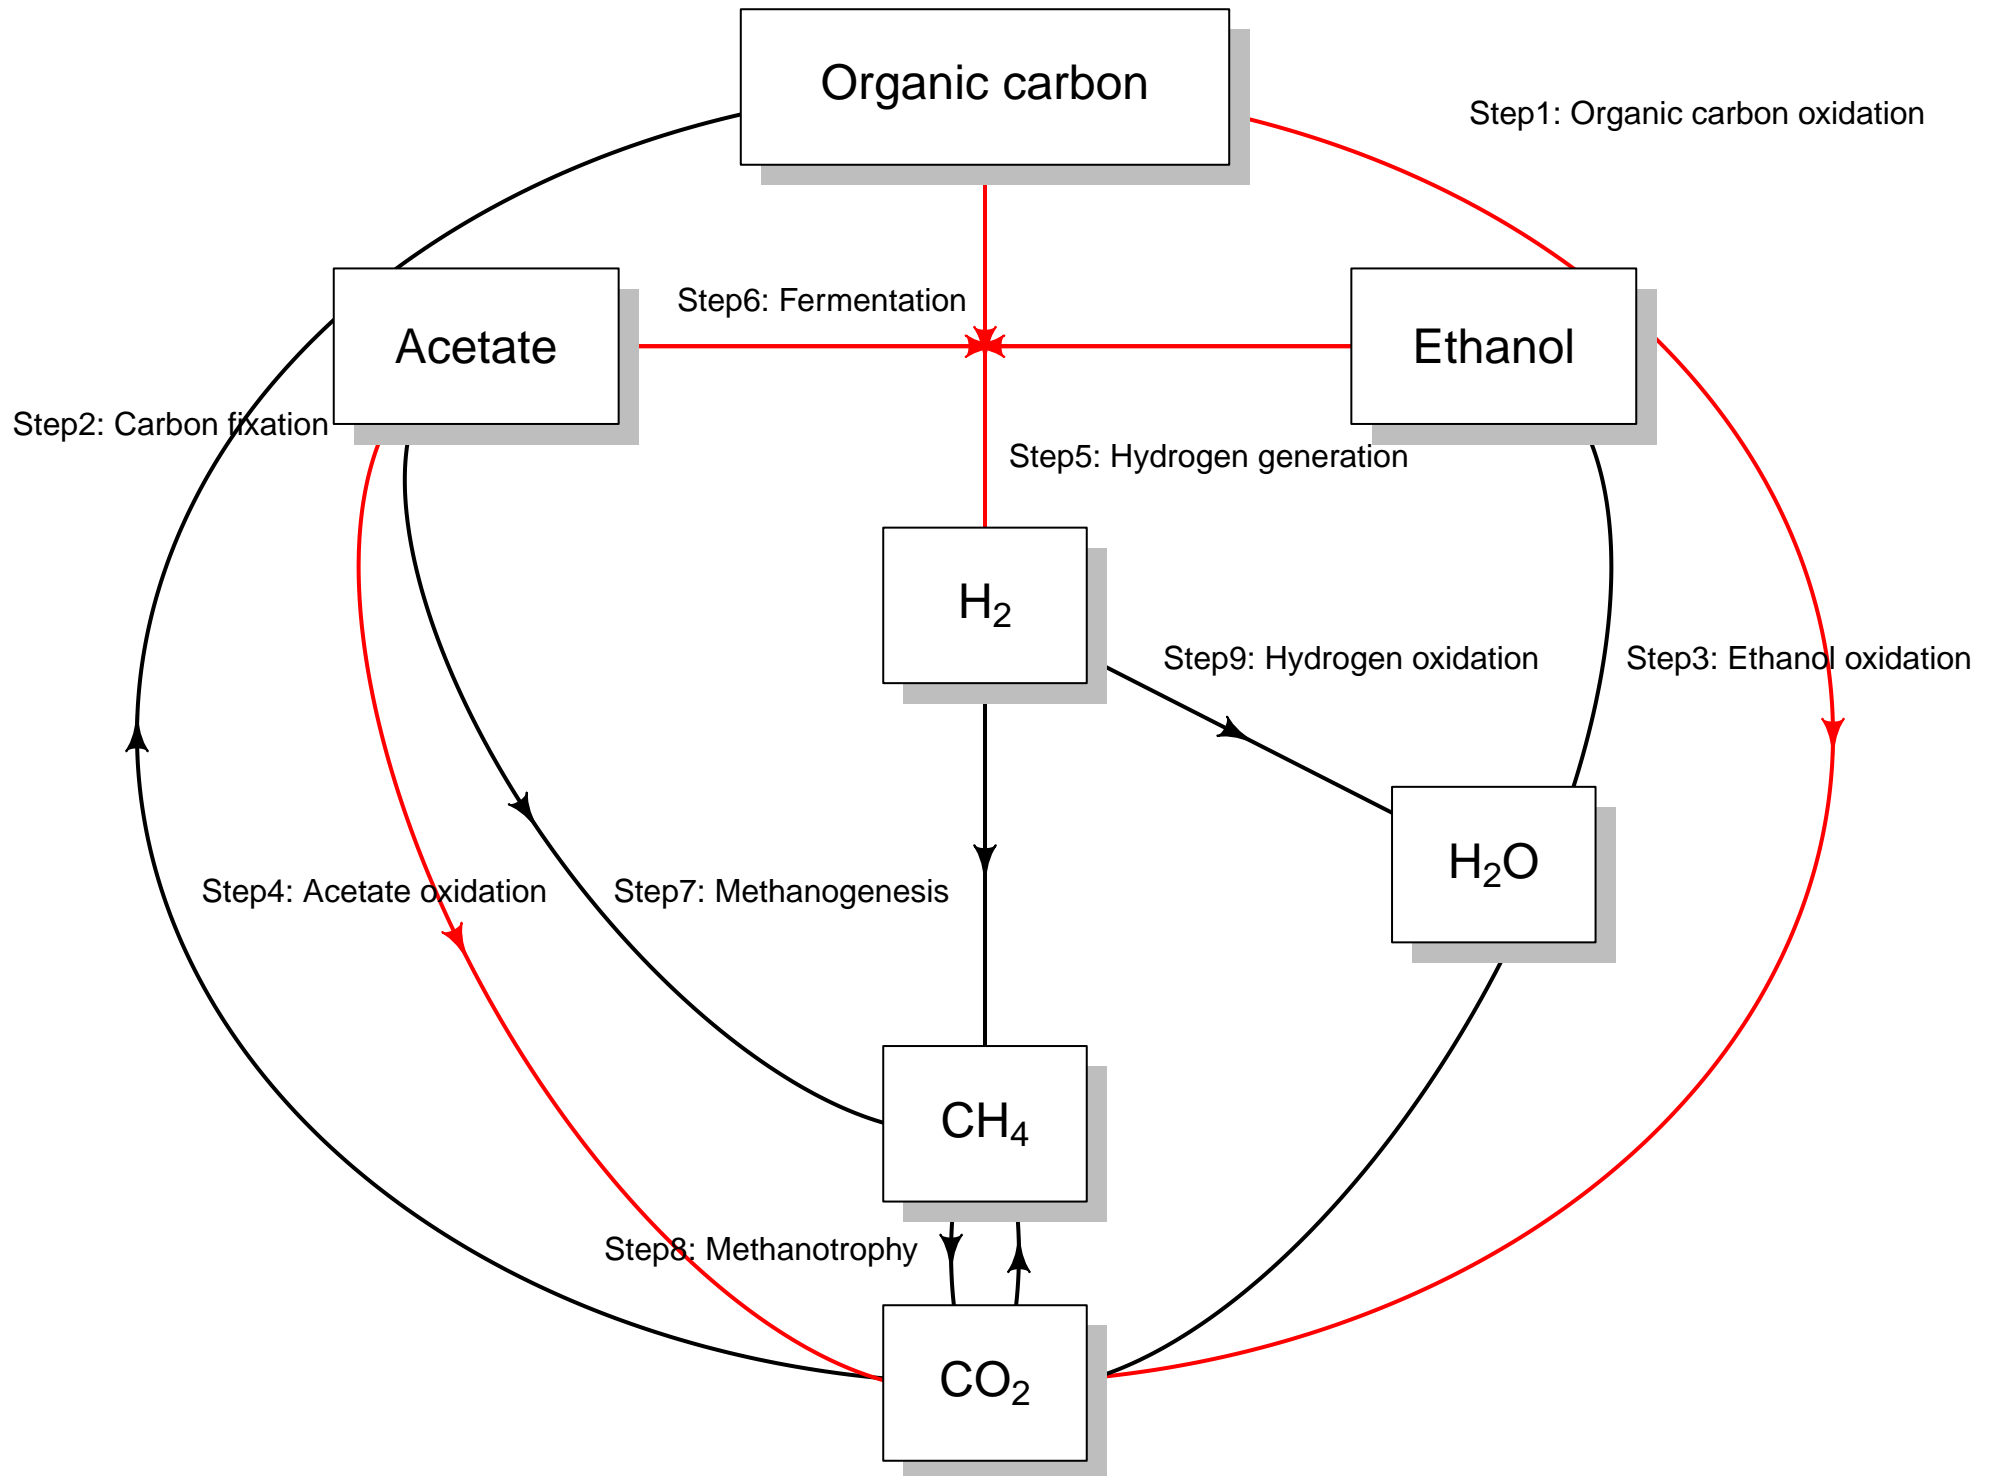 Organic carbon
Step1: Organic carbon oxidation
Step6: Fermentation
Acetate
Ethanol
Step2: Carbon fixation
Step5: Hydrogen generation
H₂
Step9: Hydrogen oxidation
Step3: Ethanol oxidation
H₂O
Step4: Acetate oxidation
Step7: Methanogenesis
CH₄
Step8: Methanotrophy
CO₂